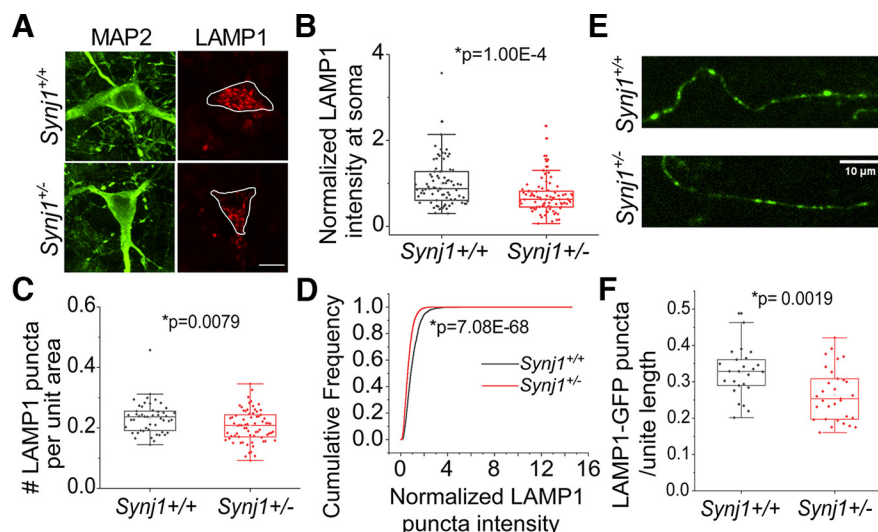 A
MAP2
LAMP1
Synj1+/+
Synj1+/-
B
Normalized LAMP1
intensity at soma
4
2
0
*p=1.00E-4
Synj1+/+
Synj1+/-
E
Synj1+/+
Synj1+/-
10 µm
C
# LAMP1 puncta
per unit area
0.6
0.4
0.2
0.0
*p=0.0079
Synj1+/+
Synj1+/-
D
Cumulative Frequency
1.0
0.8
0.6
0.4
0.2
0.0
*p=7.08E-68
Synj1+/+
Synj1+/-
0 4 8 12 16
Normalized LAMP1
puncta intensity
F
LAMP1-GFP puncta
/unite length
0.5
0.4
0.3
0.2
0.1
0.0
*p= 0.0019
Synj1+/+
Synj1+/-